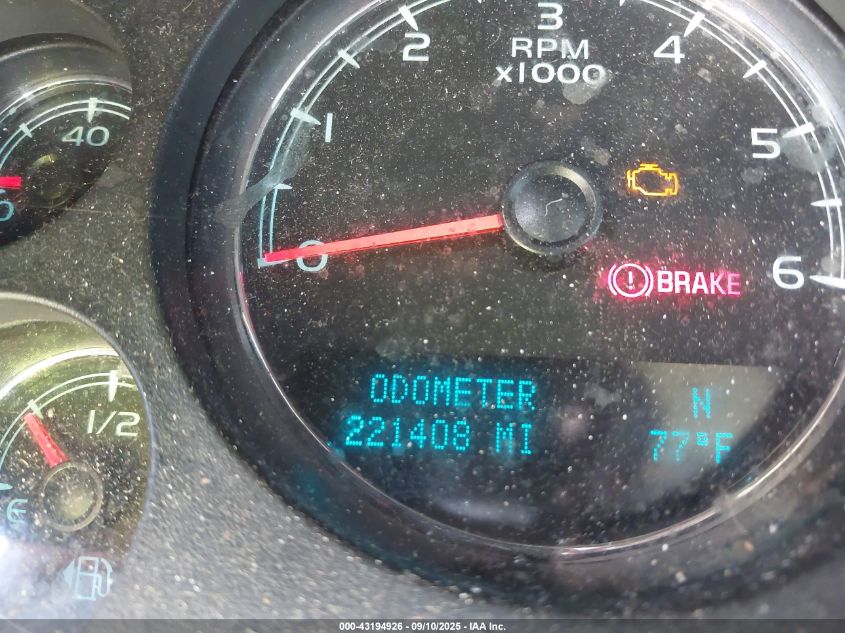 3
2
4
RPM
x1000
1
5
40
0
0
6
BRAKE
ODOMETER
N
221408 MI
77°F
1/2
E
000-43194926 - 09/10/2025 - IAA Inc.